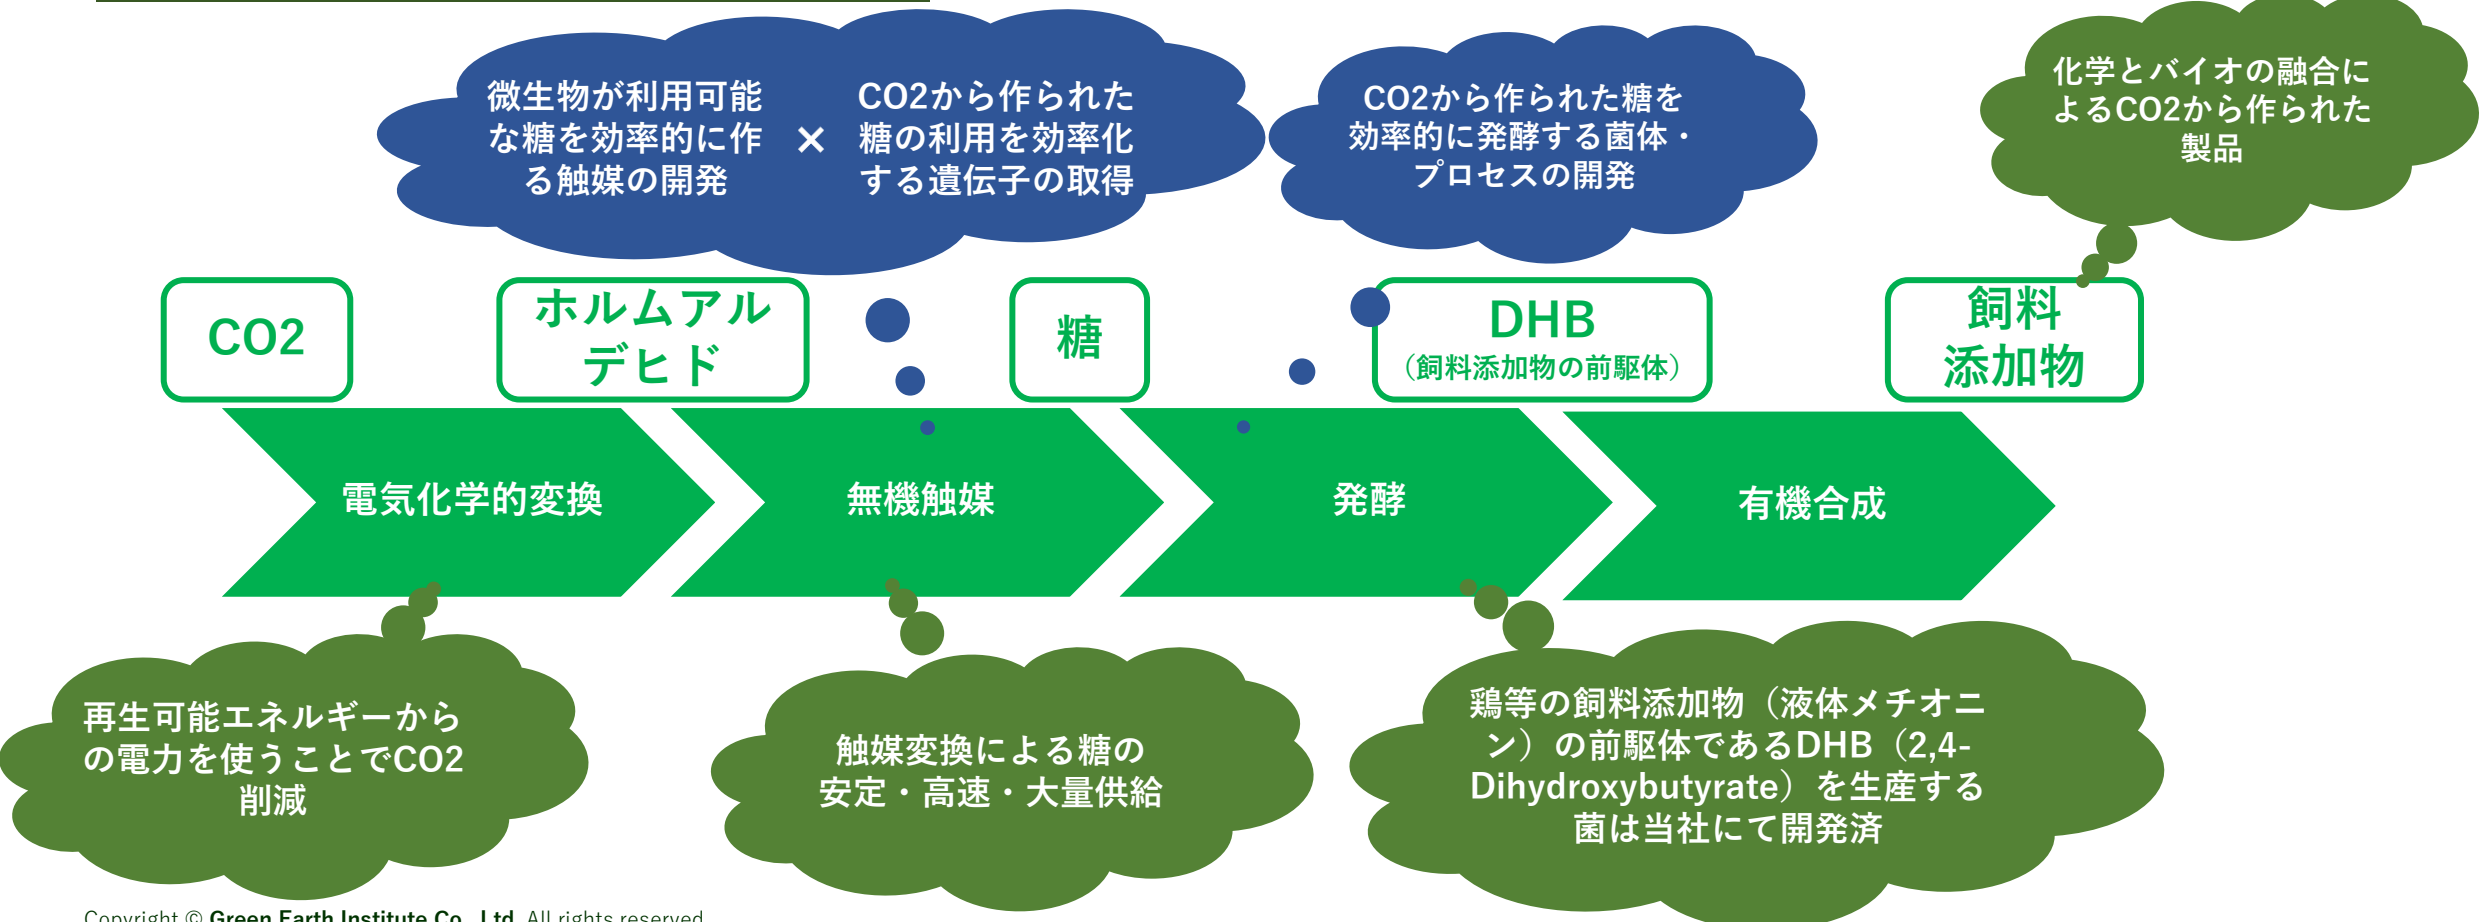 微生物が利用可能
な糖を効率的に作
る触媒の開発
×
CO2から作られた
糖の利用を効率化
する遺伝子の取得
CO2から作られた糖を
効率的に発酵する菌体・
プロセスの開発
化学とバイオの融合に
よるCO2から作られた
製品
CO2
ホルムアル
デヒド
糖
DHB
（飼料添加物の前駆体）
飼料
添加物
電気化学的変換
無機触媒
発酵
有機合成
再生可能エネルギーから
の電力を使うことでCO2
削減
触媒変換による糖の
安定・高速・大量供給
鶏等の飼料添加物（液体メチオニ
ン）の前駆体であるDHB（2,4-
Dihydroxybutyrate）を生産する
菌は当社にて開発済
Copyright © Green Earth Institute Co., Ltd. All rights reserved